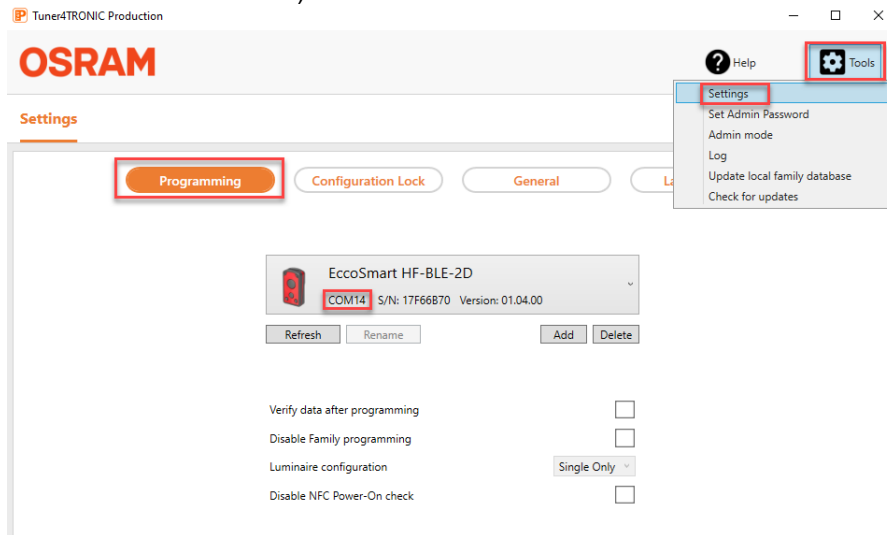 Tuner4TRONIC Production
OSRAM
Help
Tools
Settings
Set Admin Password
Admin mode
Log
Update local family database
Check for updates
Settings
Programming
Configuration Lock
General
EccoSmart HF-BLE-2D
COM14 S/N: 17F66B70 Version: 01.04.00
Refresh Rename Add Delete
Verify data after programming
Disable Family programming
Luminaire configuration Single Only
Disable NFC Power-On check